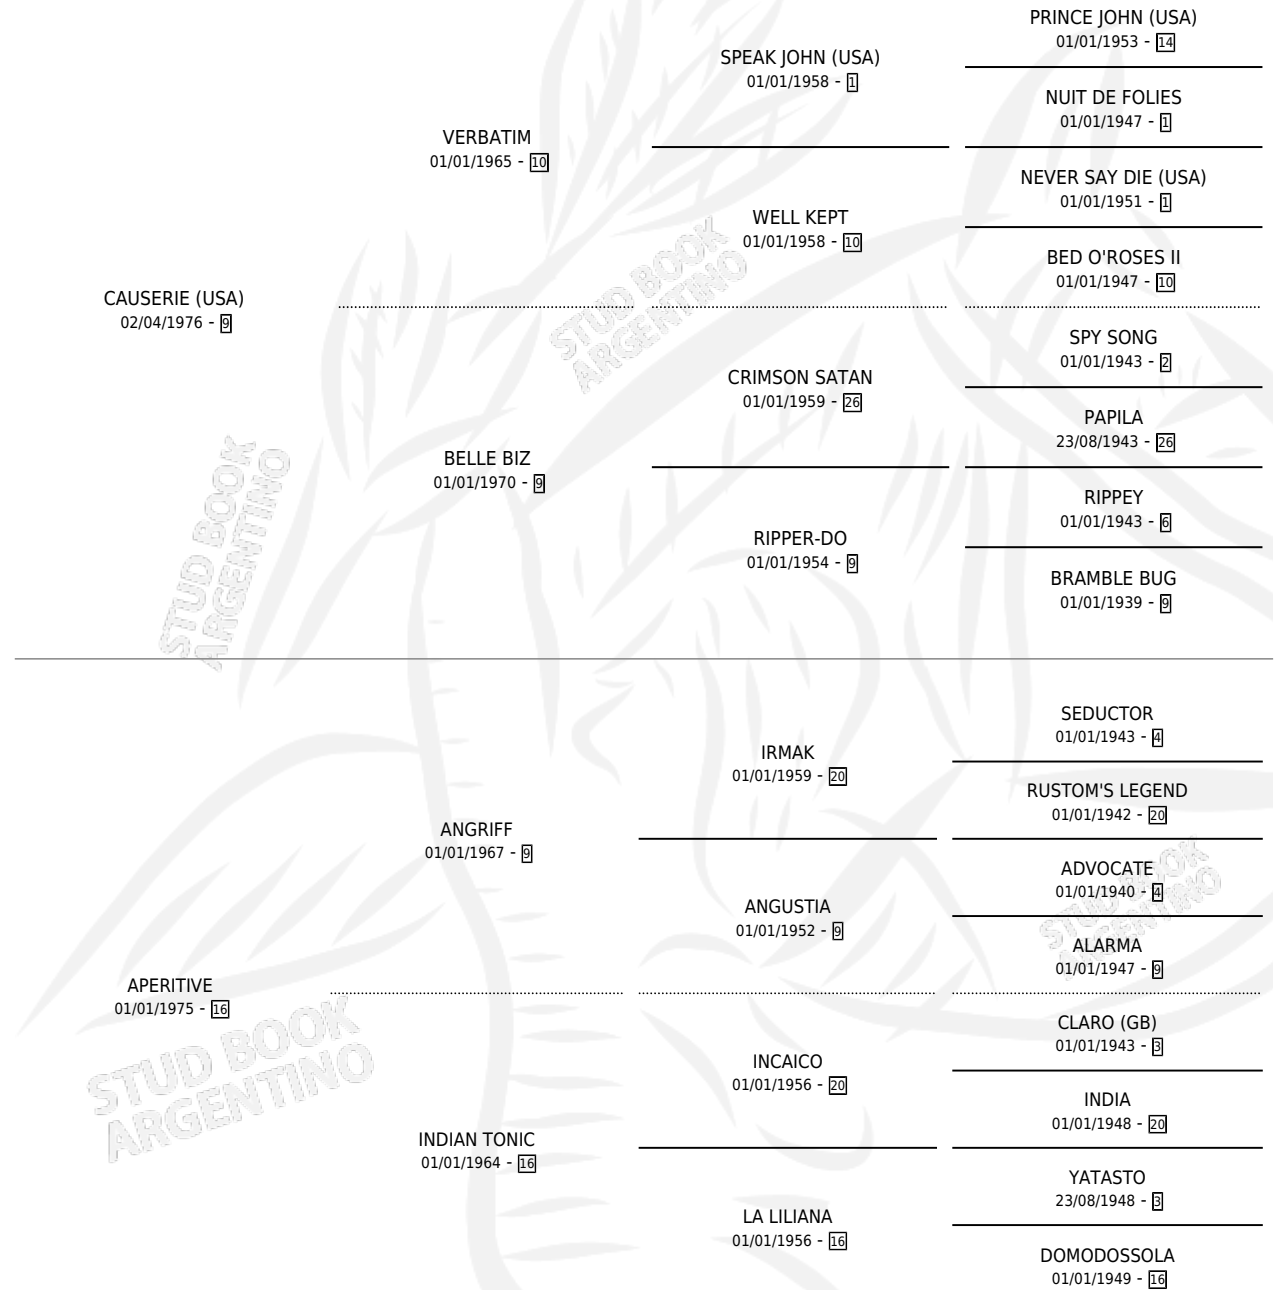 PRINCE JOHN (USA)
01/01/1953 - 14
SPEAK JOHN (USA)
01/01/1958 - 1
NUIT DE FOLIES
01/01/1947 - 1
VERBATIM
01/01/1965 - 10
NEVER SAY DIE (USA)
01/01/1951 - 1
WELL KEPT
01/01/1958 - 10
BED O'ROSES II
01/01/1947 - 10
CAUSERIE (USA)
02/04/1976 - 9
STUD BOOK
ARGENTINO
SPY SONG
01/01/1943 - 2
CRIMSON SATAN
01/01/1959 - 26
PAPILA
23/08/1943 - 26
BELLE BIZ
01/01/1970 - 9
RIPPEY
01/01/1943 - 6
RIPPER-DO
01/01/1954 - 9
BRAMBLE BUG
01/01/1939 - 9
STUD BOOK
ARGENTINO
SEDUCTOR
01/01/1943 - 4
IRMAK
01/01/1959 - 20
RUSTOM'S LEGEND
01/01/1942 - 20
ANGRIFF
01/01/1967 - 9
ADVOCATE
01/01/1940 - 4
ANGUSTIA
01/01/1952 - 9
STUD BOOK
ARGENTINO
ALARMA
01/01/1947 - 9
APERITIVE
01/01/1975 - 16
CLARO (GB)
01/01/1943 - 3
INCAICO
01/01/1956 - 20
INDIA
01/01/1948 - 20
STUD BOOK
ARGENTINO
INDIAN TONIC
01/01/1964 - 16
YATASTO
23/08/1948 - 3
LA LILIANA
01/01/1956 - 16
DOMODOSSOLA
01/01/1949 - 16